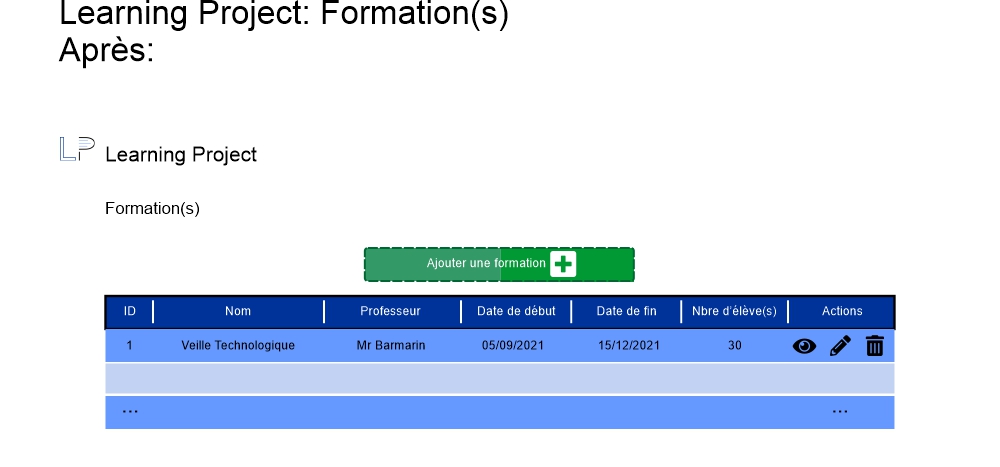 Learning Project: Formation(s)
Après:
LP Learning Project
Formation(s)
Ajouter une formation
ID Nom Professeur Date de début Date de fin Nbre d'élève(s) Actions
1 Veille Technologique Mr Barmarin 05/09/2021 15/12/2021 30
... ...